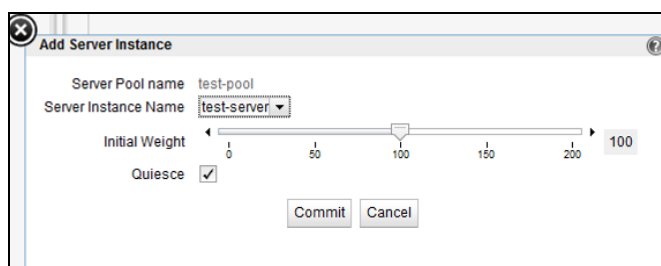 Add Server Instance
Server Pool name test-pool
Server Instance Name test-server
Initial Weight 100
0 50 100 150 200
Quiesce
Commit Cancel